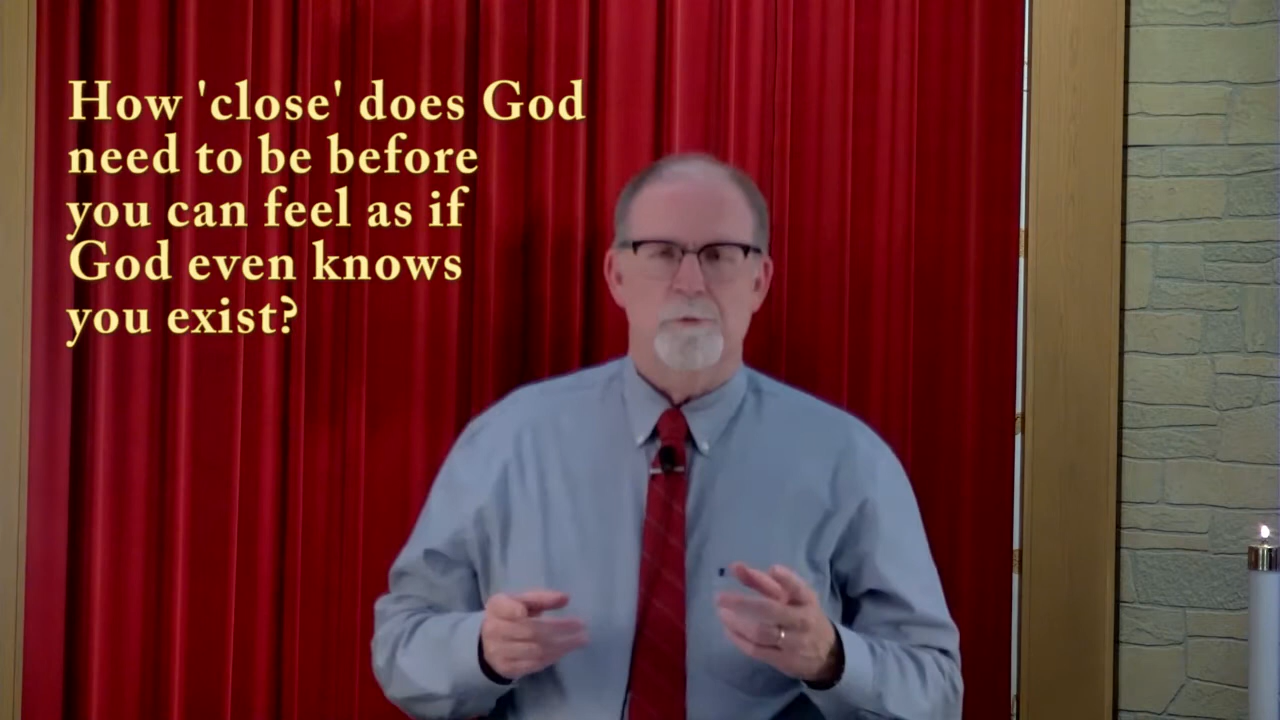 How 'close' does God
need to be before
you can feel as if
God even knows
you exist?